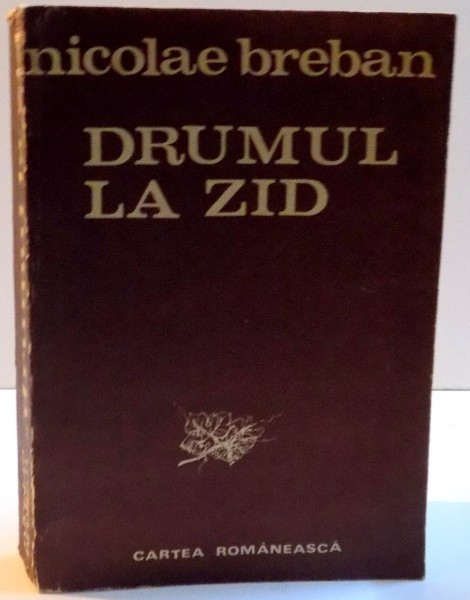 nicolae breban
DRUMUL
LA ZID
CARTEA ROMÂNEASCĂ